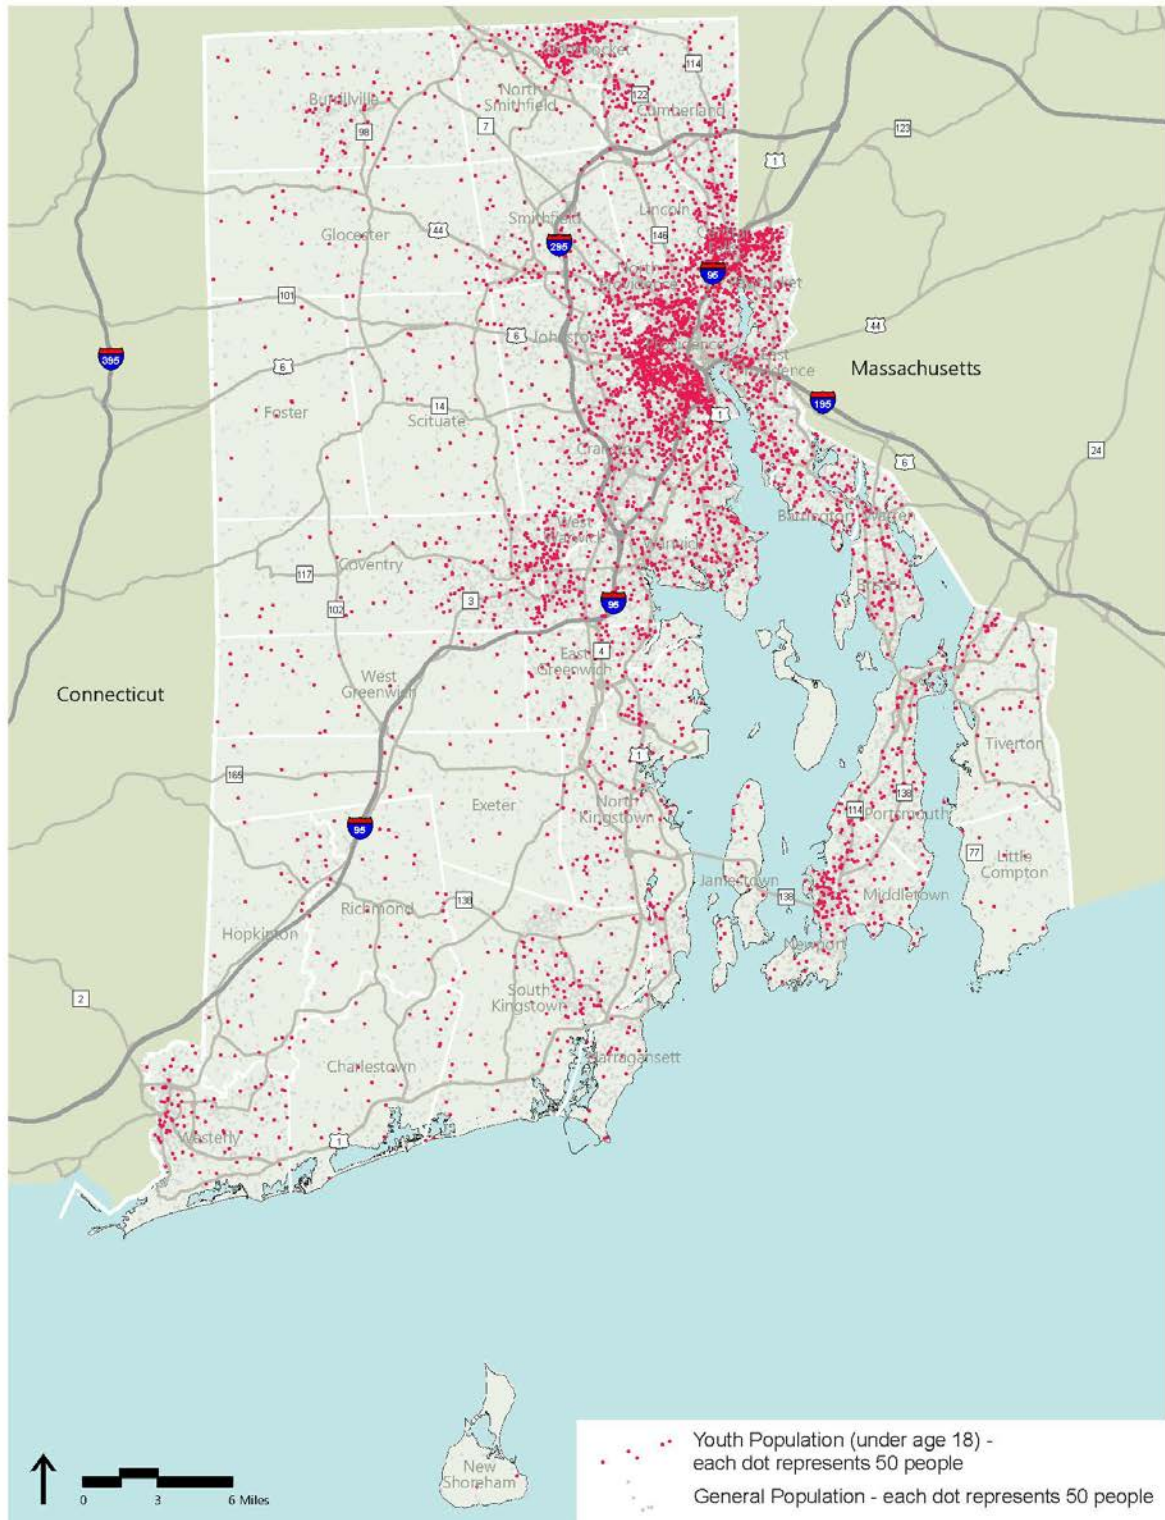 114
Burrillville
North
Smithfield
122
Cumberland
98
7
123
1
Smithfield
Lincoln
Glocester
44
146
295
North
95
101
6
44
6
395
East
Massachusetts
Foster
14
Scituate
1
195
24
6
West
Warwick
Barrington
Warren
Warwick
117
Coventry
Bristol
102
3
95
4
East
Greenwich
Connecticut
West
Greenwich
1
Tiverton
165
Exeter
North
Kingstown
138
114
Portsmouth
95
77
Little
Compton
Jamestown
138
Richmond
138
Middletown
Hopkinton
Newport
2
South
Kingstown
Narragansett
Charlestown
Westerly
1
New
Shoreham
0 3 6 Miles
Youth Population (under age 18) -
each dot represents 50 people
General Population - each dot represents 50 people